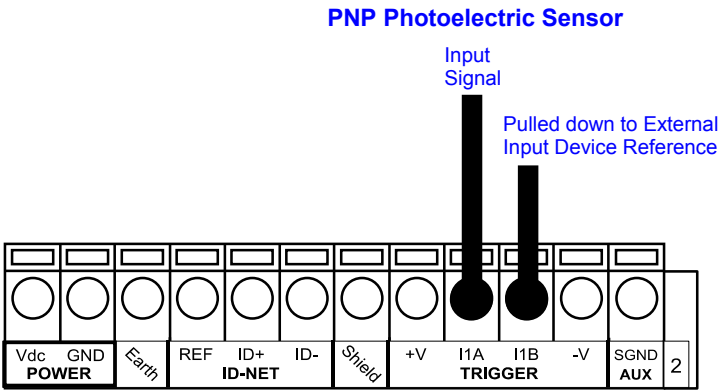 PNP Photoelectric Sensor
Input
Signal
Pulled down to External
Input Device Reference
Vdc GND Earth REF ID+ ID- Shield +V I1A I1B -V SGND 2
POWER ID-NET TRIGGER AUX